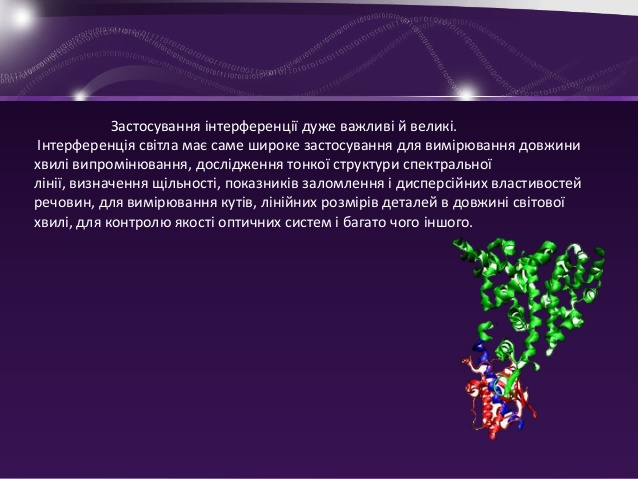 Застосування інтерференції дуже важливі й великі.
Інтерференція світла має саме широке застосування для вимірювання довжини
хвилі випромінювання, дослідження тонкої структури спектральної
лінії, визначення щільності, показників заломлення і дисперсійних властивостей
речовин, для вимірювання кутів, лінійних розмірів деталей в довжині світової
хвилі, для контролю якості оптичних систем і багато чого іншого.